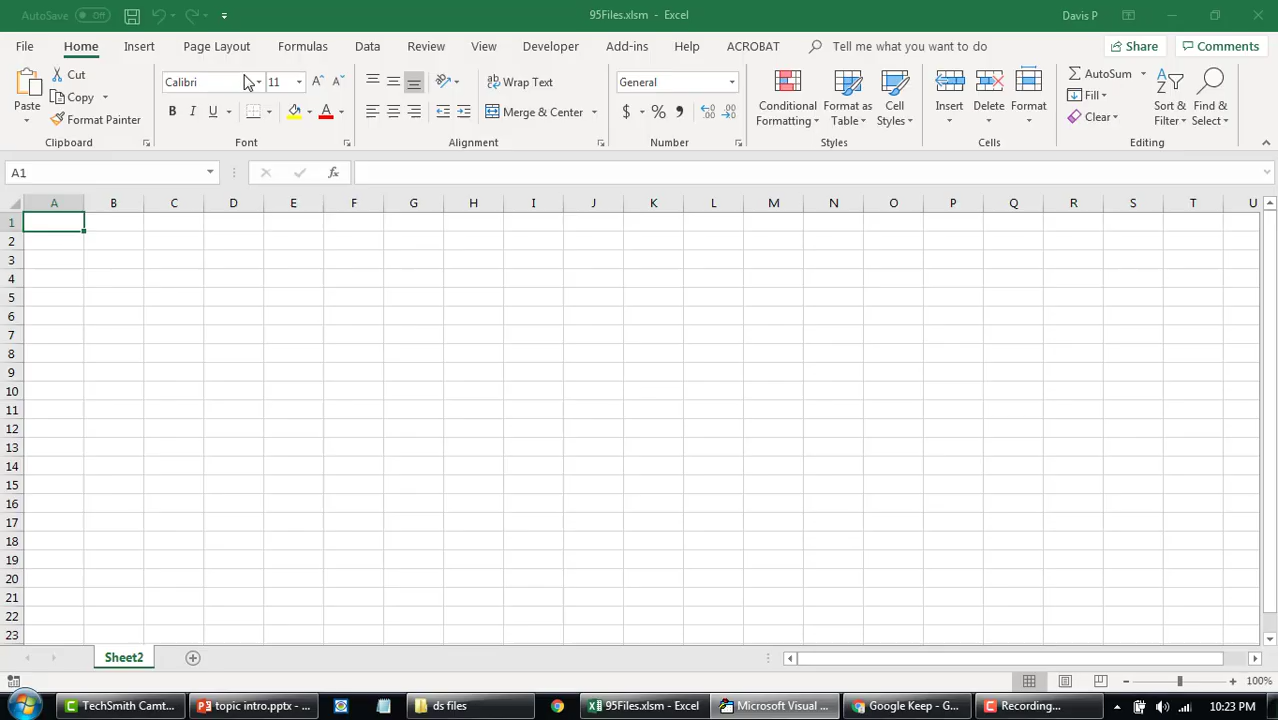 AutoSave Off 95Files.xlsm - Excel Davis P
File Home Insert Page Layout Formulas Data Review View Developer Add-ins Help ACROBAT Tell me what you want to do Share Comments
Paste
Cut
Copy
Format Painter
Clipboard
Calibri 11
B I U
Font
Wrap Text
Merge & Center
Alignment
General
$ %
Number
Conditional Formatting
Format as Table
Cell Styles
Styles
Insert Delete Format
Cells
AutoSum
Fill
Clear
Sort & Filter
Find & Select
Editing
A1 fx
A B C D E F G H I J K L M N O P Q R S T U
1
2
3
4
5
6
7
8
9
10
11
12
13
14
15
16
17
18
19
20
21
22
23
Sheet2
100%
TechSmith Camt... topic intro.pptx - ... ds files 95Files.xlsm - Excel Microsoft Visual ... Google Keep - G... Recording... 10:23 PM